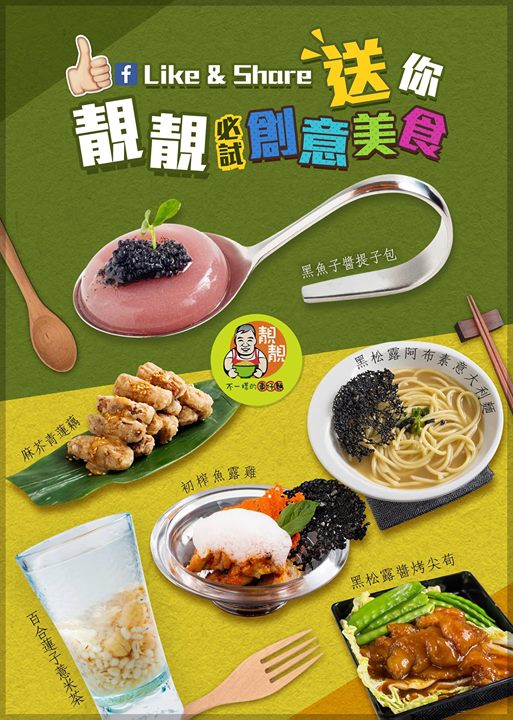 f Like & Share 送你
靚靚必試創意美食
黑魚子醬提子包
靚靚
不一樣的車仔麵
黑松露阿布素意大利麵
麻芥青蓮藕
初榨魚露雞
黑松露醬烤尖荀
百合蓮子薏米茶